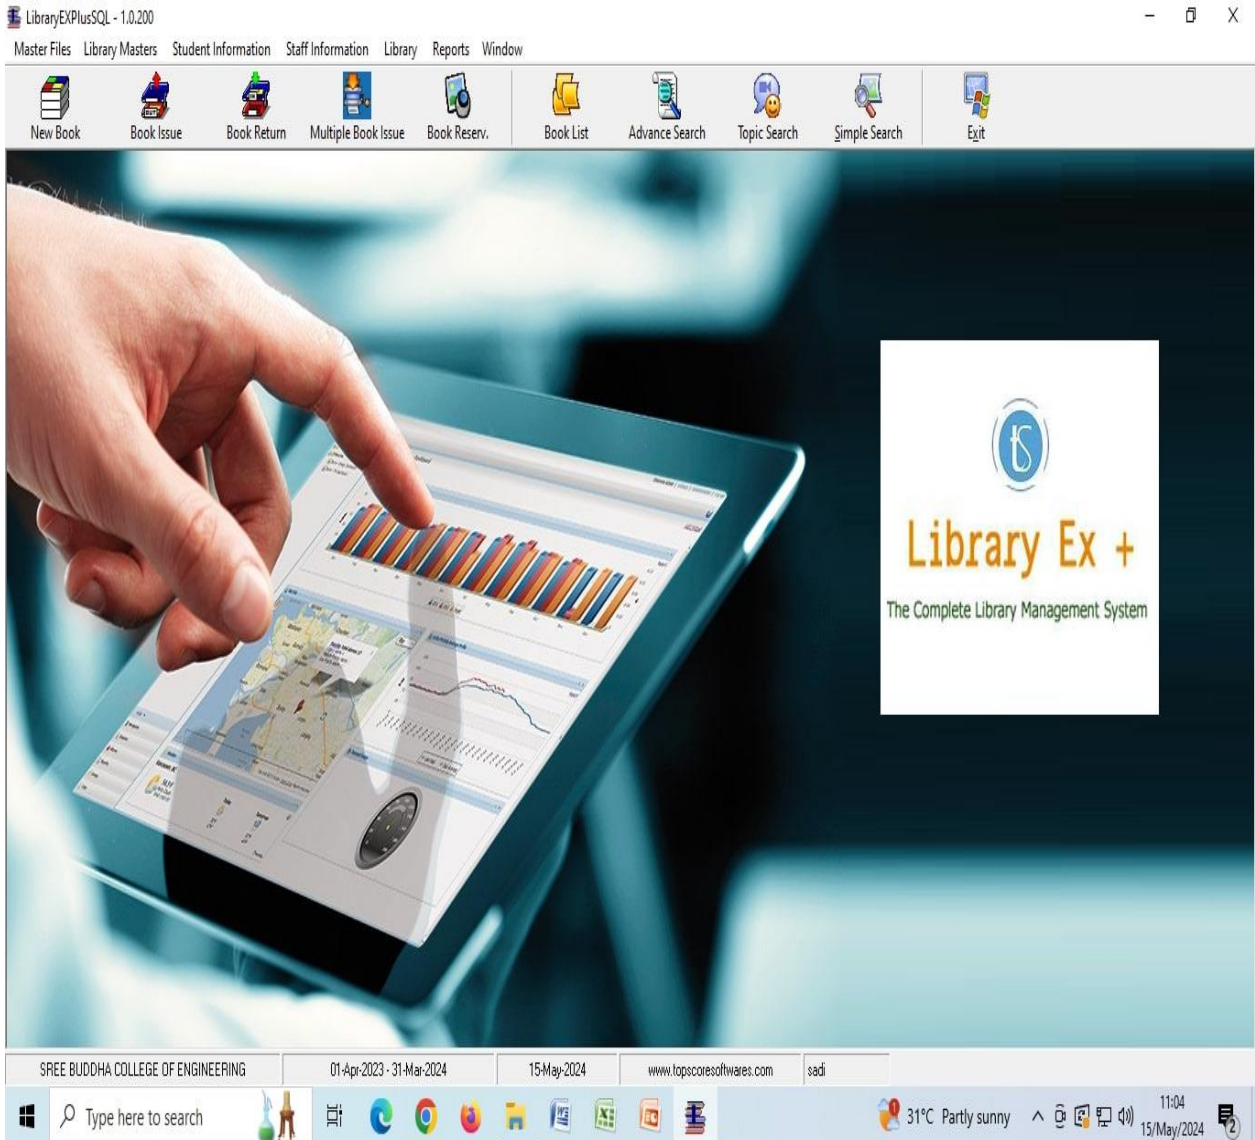 LibraryEXPlusSQL - 1.0.200
Master Files Library Masters Student Information Staff Information Library Reports Window
New Book Book Issue Book Return Multiple Book Issue Book Reserv. Book List Advance Search Topic Search Simple Search Exit
tS
Library Ex +
The Complete Library Management System
SREE BUDDHA COLLEGE OF ENGINEERING 01-Apr-2023 - 31-Mar-2024 15-May-2024 www.topscoresoftwares.com sadi
Type here to search 31°C Partly sunny 11:04
15/May/2024 2